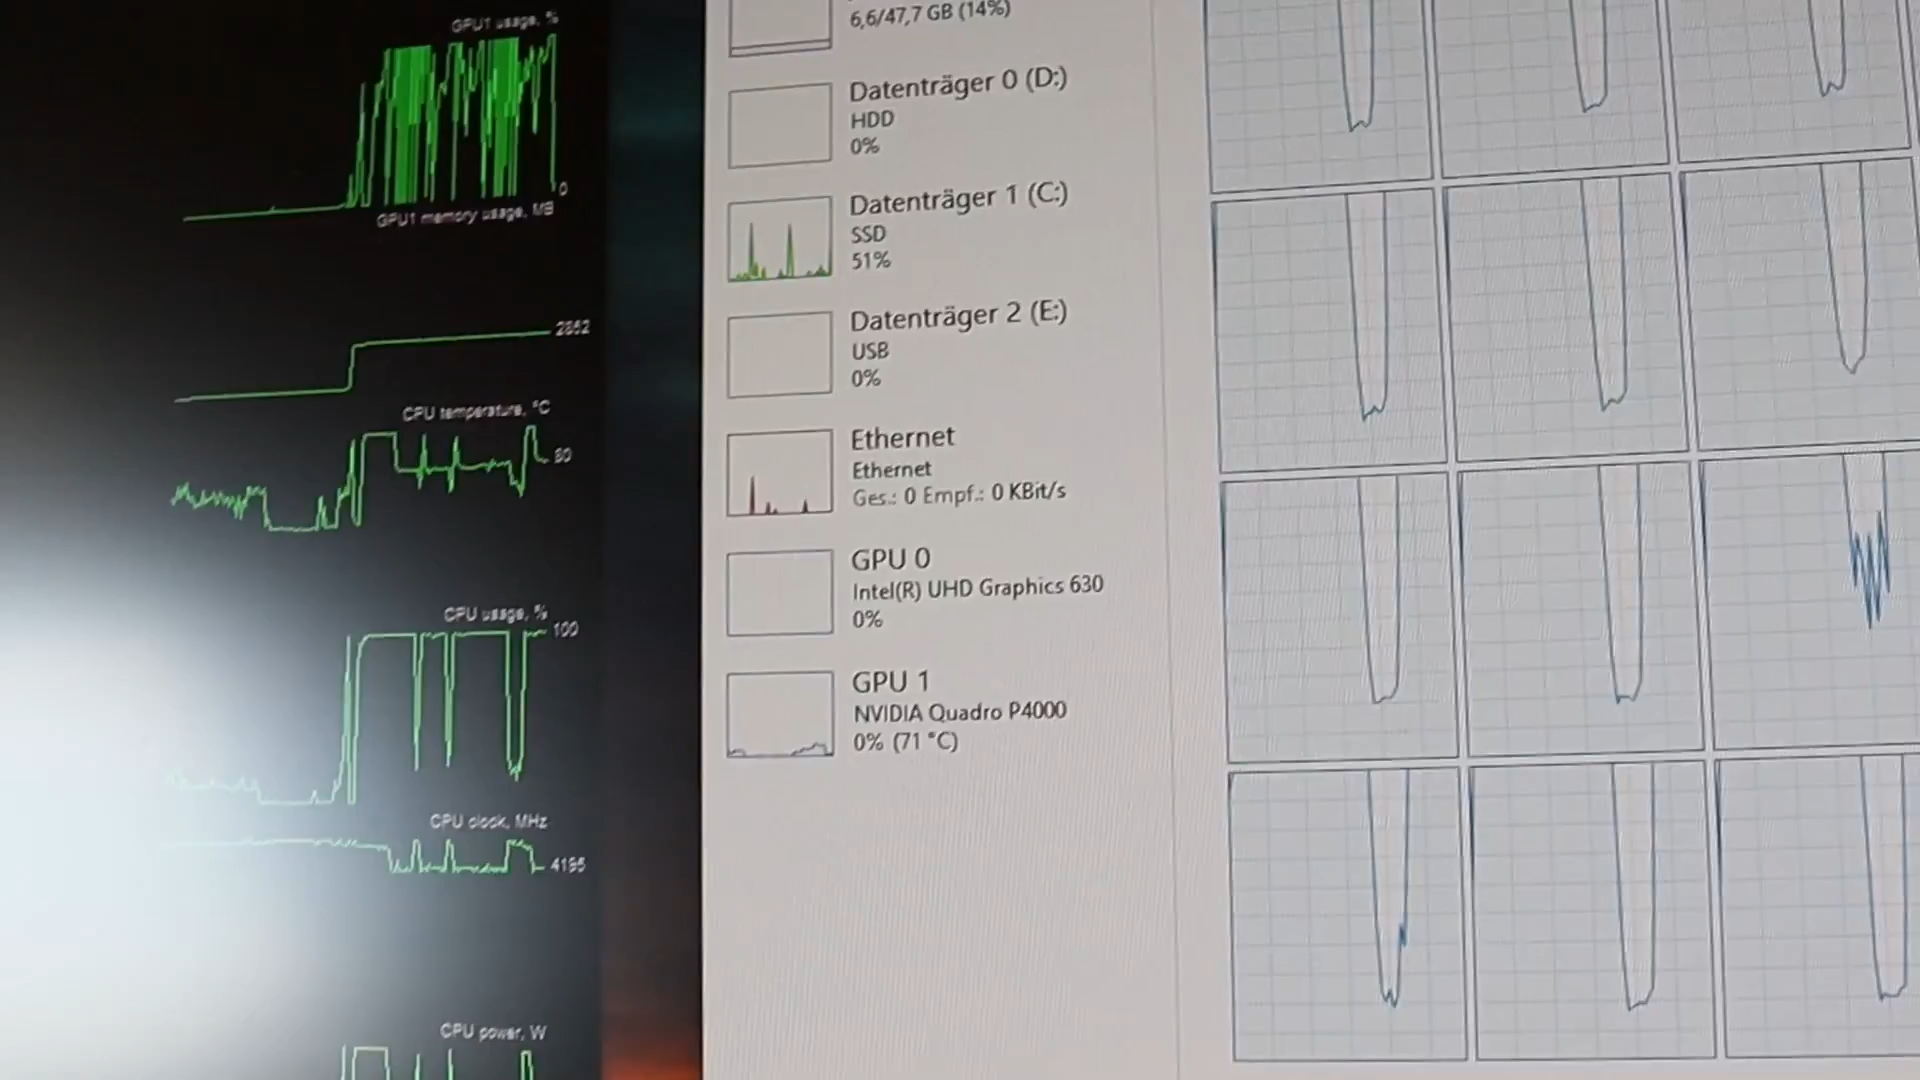 GPU1 usage, %
0
GPU1 memory usage, MB
2852
CPU temperature, °C
80
CPU usage, %
100
CPU clock, MHz
4195
CPU power, W
6,6/47,7 GB (14%)
Datenträger 0 (D:)
HDD
0%
Datenträger 1 (C:)
SSD
51%
Datenträger 2 (E:)
USB
0%
Ethernet
Ethernet
Ges.: 0 Empf.: 0 KBit/s
GPU 0
Intel(R) UHD Graphics 630
0%
GPU 1
NVIDIA Quadro P4000
0% (71 °C)